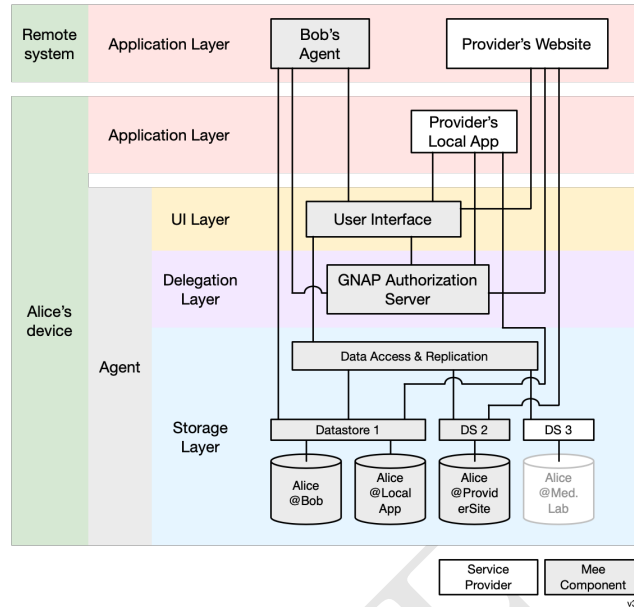 Remote
system
Application Layer
Bob's
Agent
Provider's Website
Alice's
device
Application Layer
Provider's
Local App
Agent
UI Layer
User Interface
Delegation
Layer
GNAP Authorization
Server
Storage
Layer
Data Access & Replication
Datastore 1
DS 2
DS 3
Alice
@Bob
Alice
@Local
App
Alice
@Provid
erSite
Alice
@Med.
Lab
Service
Provider
Mee
Component